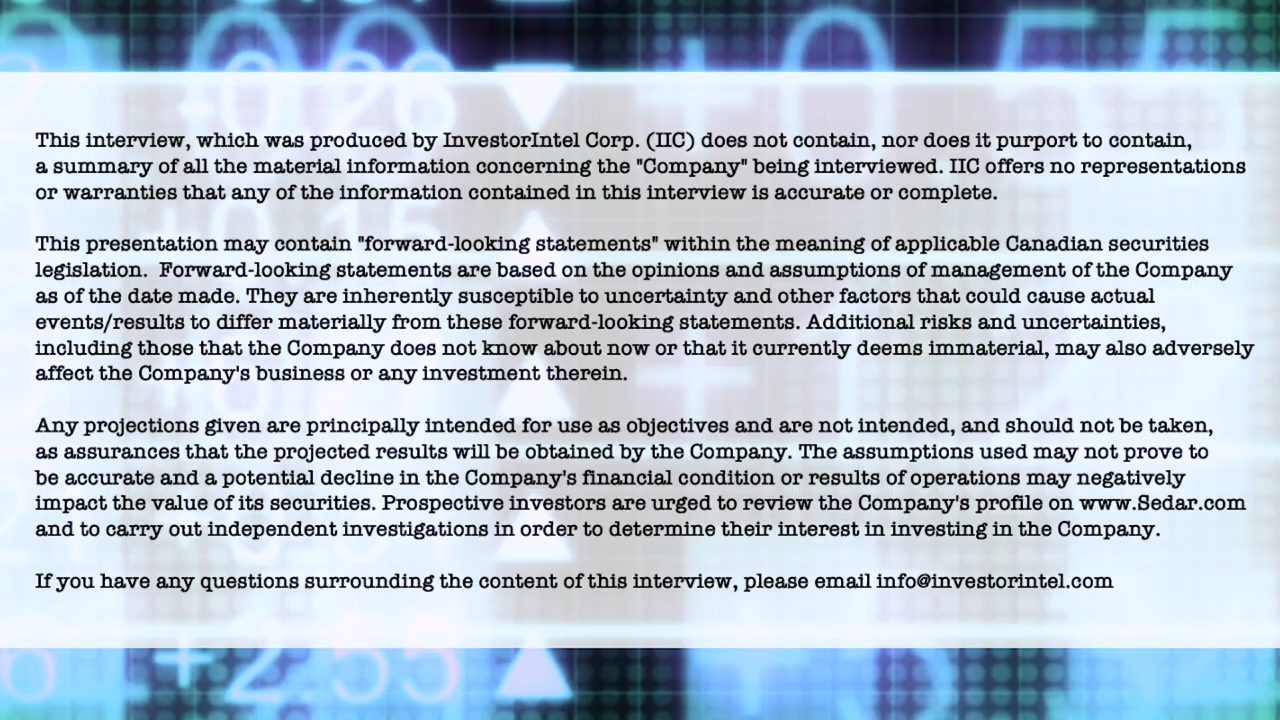 This interview, which was produced by InvestorIntel Corp. (IIC) does not contain, nor does it purport to contain,
a summary of all the material information concerning the "Company" being interviewed. IIC offers no representations
or warranties that any of the information contained in this interview is accurate or complete.
This presentation may contain "forward-looking statements" within the meaning of applicable Canadian securities
legislation.  Forward-looking statements are based on the opinions and assumptions of management of the Company
as of the date made. They are inherently susceptible to uncertainty and other factors that could cause actual
events/results to differ materially from these forward-looking statements. Additional risks and uncertainties,
including those that the Company does not know about now or that it currently deems immaterial, may also adversely
affect the Company's business or any investment therein.
Any projections given are principally intended for use as objectives and are not intended, and should not be taken,
as assurances that the projected results will be obtained by the Company. The assumptions used may not prove to
be accurate and a potential decline in the Company's financial condition or results of operations may negatively
impact the value of its securities. Prospective investors are urged to review the Company's profile on www.Sedar.com
and to carry out independent investigations in order to determine their interest in investing in the Company.
If you have any questions surrounding the content of this interview, please email info@investorintel.com
+2.55